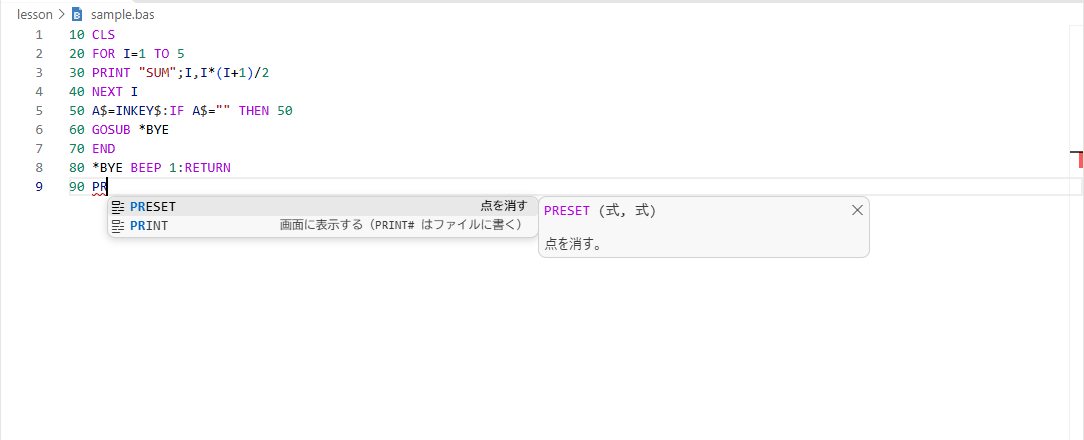 lesson > sample.bas
1 10 CLS
2 20 FOR I=1 TO 5
3 30 PRINT "SUM";I,I*(I+1)/2
4 40 NEXT I
5 50 A$=INKEY$:IF A$="" THEN 50
6 60 GOSUB *BYE
7 70 END
8 80 *BYE BEEP 1:RETURN
9 90 PR
PRESET 点を消す
PRINT 画面に表示する（PRINT# はファイルに書く）
PRESET (式, 式)
点を消す。